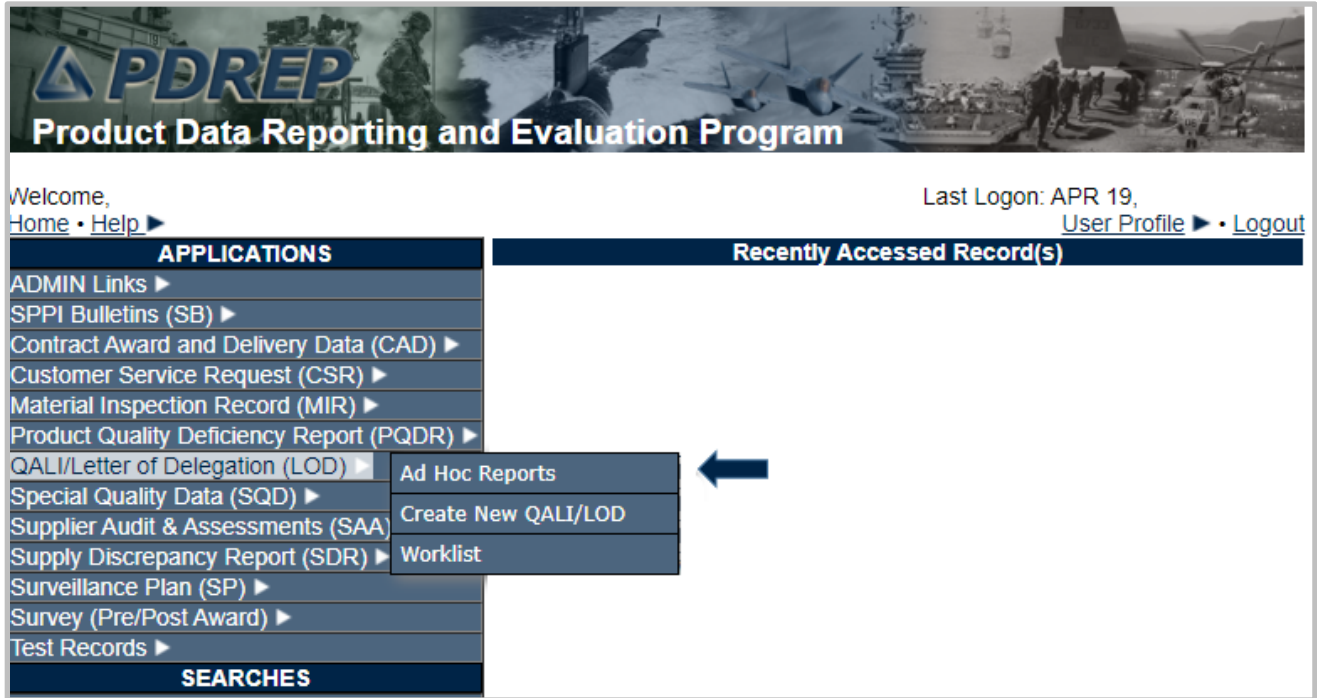 PDREP
Product Data Reporting and Evaluation Program
Welcome,
Last Logon: APR 19,
Home • Help ▶
User Profile ▶ • Logout
APPLICATIONS
Recently Accessed Record(s)
ADMIN Links ▶
SPPI Bulletins (SB) ▶
Contract Award and Delivery Data (CAD) ▶
Customer Service Request (CSR) ▶
Material Inspection Record (MIR) ▶
Product Quality Deficiency Report (PQDR) ▶
QALI/Letter of Delegation (LOD) ▶
Ad Hoc Reports
Create New QALI/LOD
Worklist
Special Quality Data (SQD) ▶
Supplier Audit & Assessments (SAA)
Supply Discrepancy Report (SDR) ▶
Surveillance Plan (SP) ▶
Survey (Pre/Post Award) ▶
Test Records ▶
SEARCHES